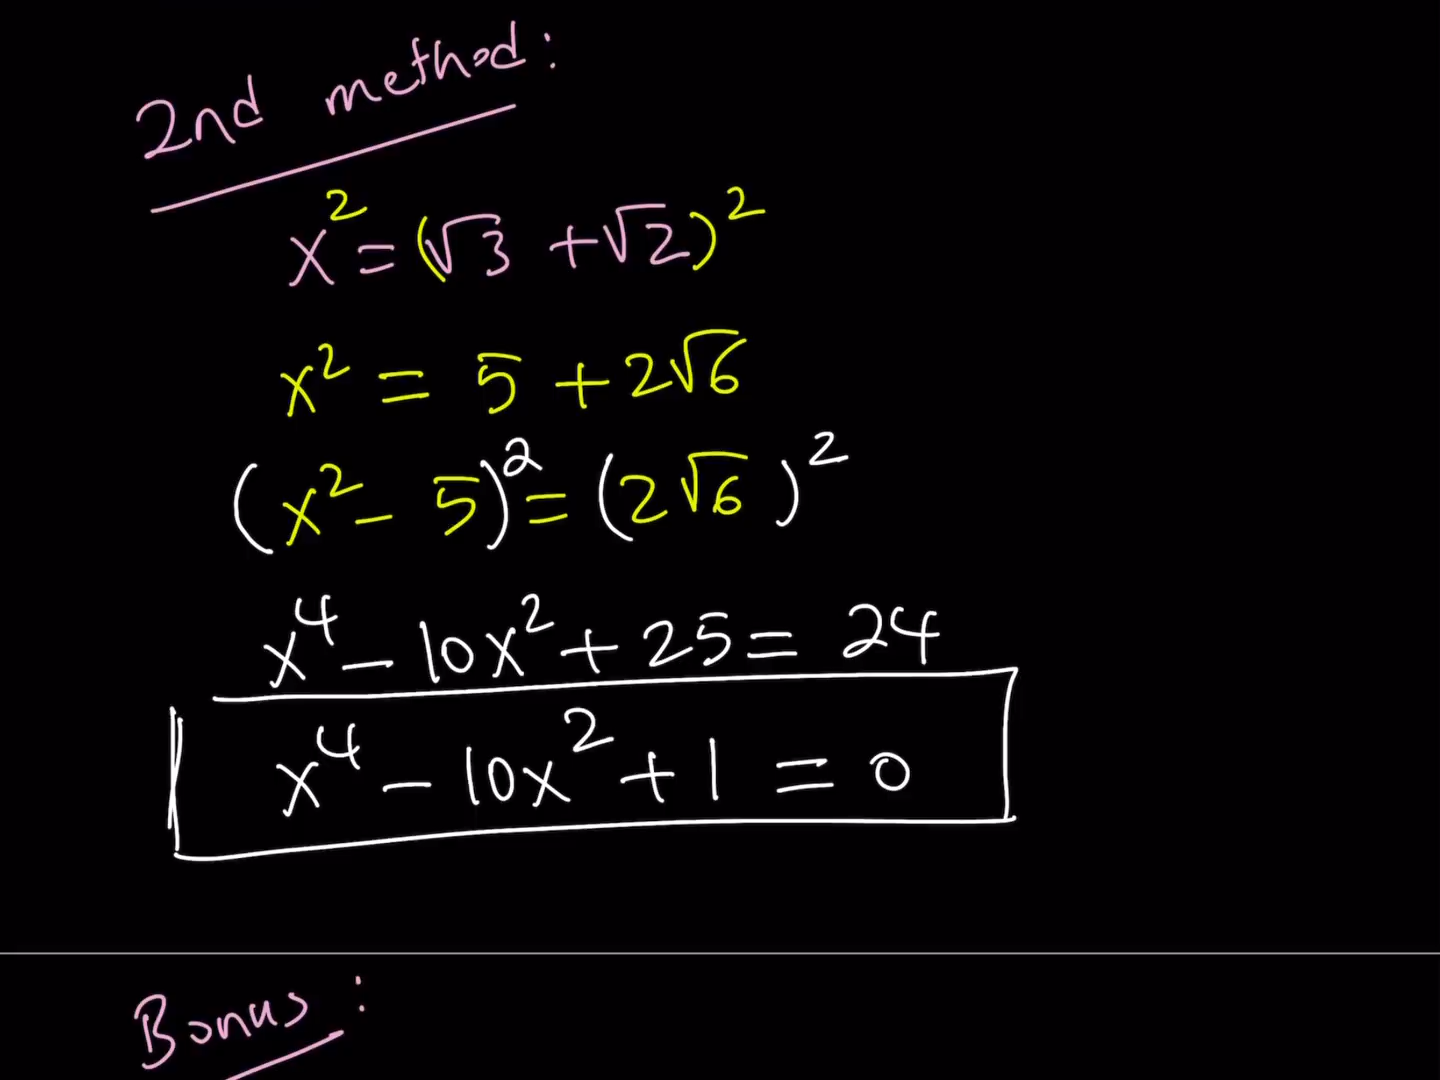 2nd method:
x² = (√3 + √2)²
x² = 5 + 2√6
(x² - 5)² = (2√6)²
x⁴ - 10x² + 25 = 24
x⁴ - 10x² + 1 = 0
Bonus: